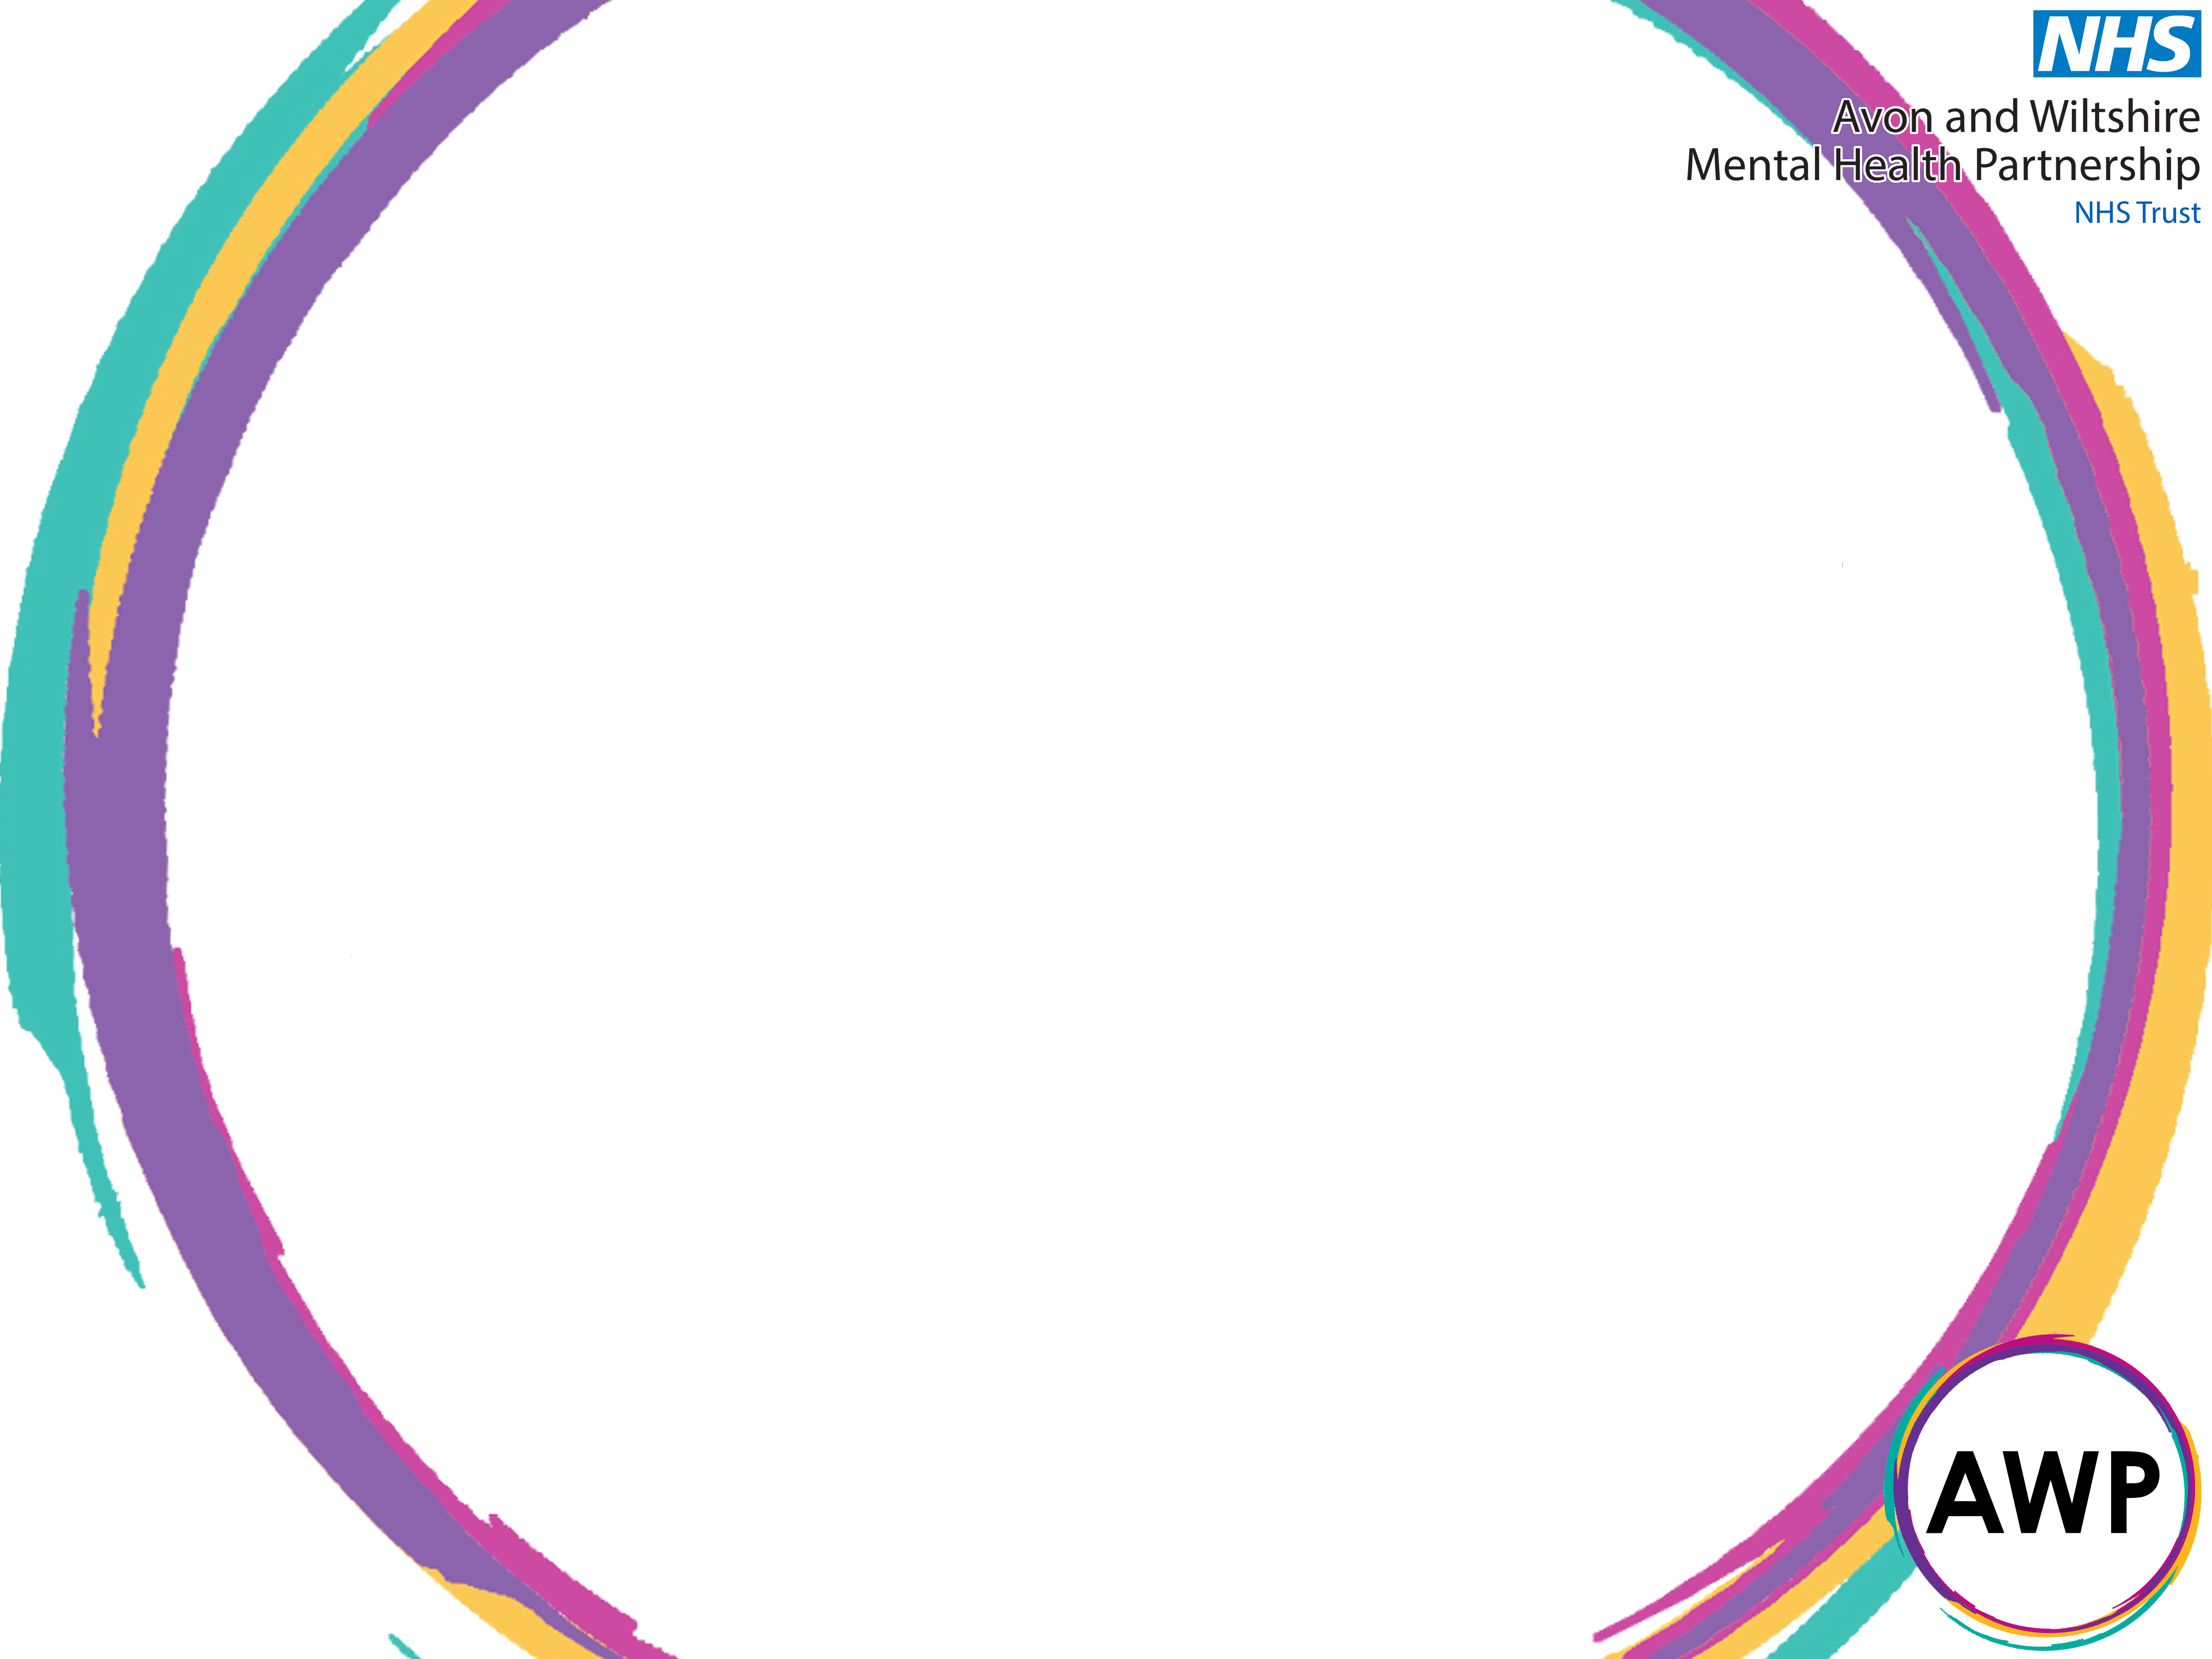 NHS
Avon and Wiltshire
Mental Health Partnership
NHS Trust
AWP